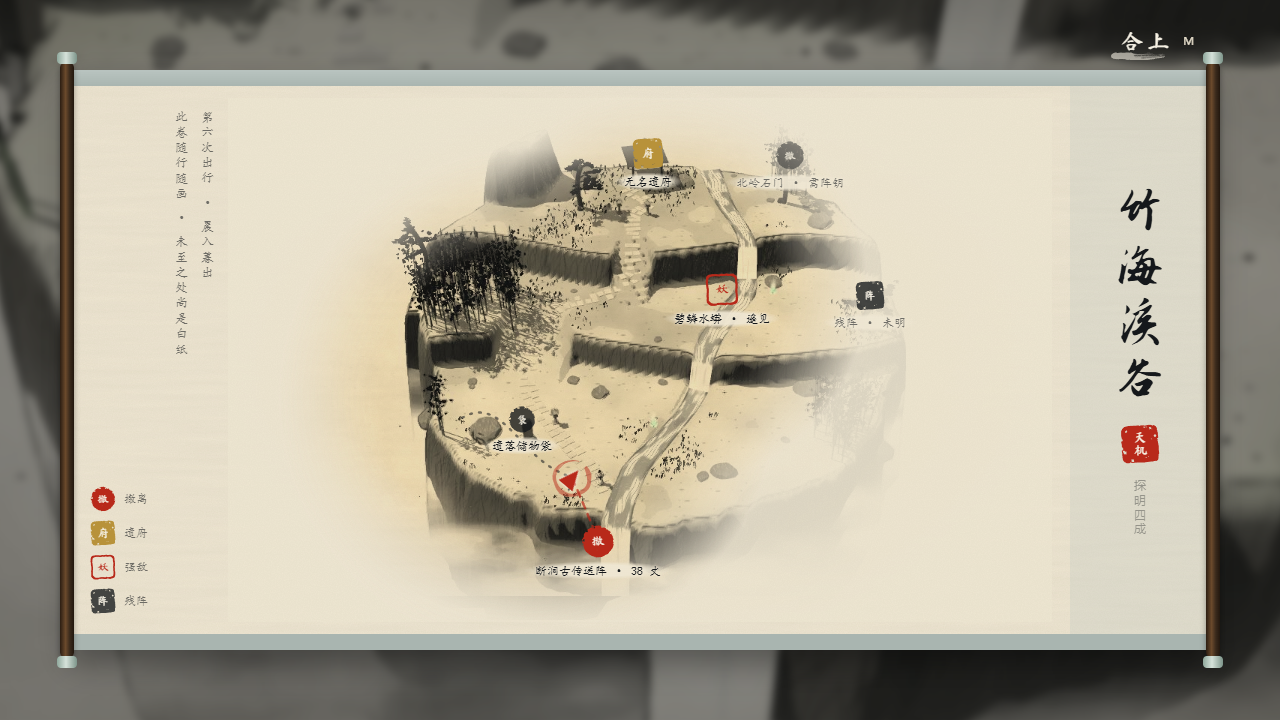 合上 M
竹海溪谷
天机
探明四成
第六次出行 · 晨入暮出
此卷随行随画 · 未至之处尚是白纸
府
无名遗府
撤
北岭石门 · 需阵钥
妖
碧鳞水蟒 · 遥见
阵
残阵 · 未明
袋
遗落储物袋
撤
断涧古传送阵 · 38 丈
撤 撤离
府 遗府
妖 强敌
阵 残阵